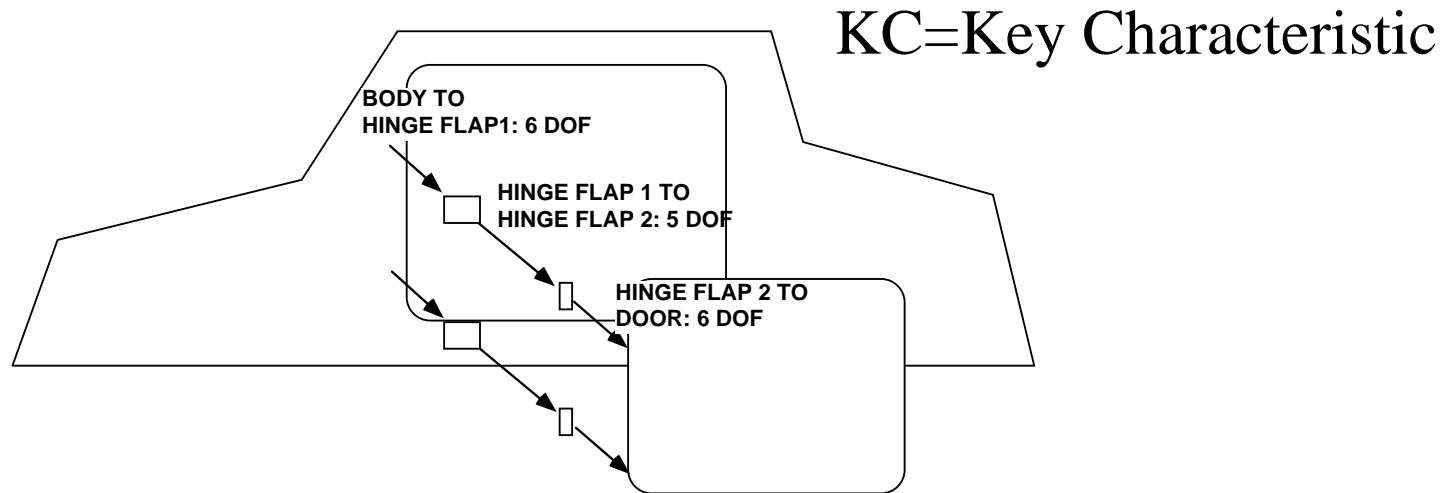 KC=Key Characteristic
BODY TO
HINGE FLAP1: 6 DOF
HINGE FLAP 1 TO
HINGE FLAP 2: 5 DOF
HINGE FLAP 2 TO
DOOR: 6 DOF